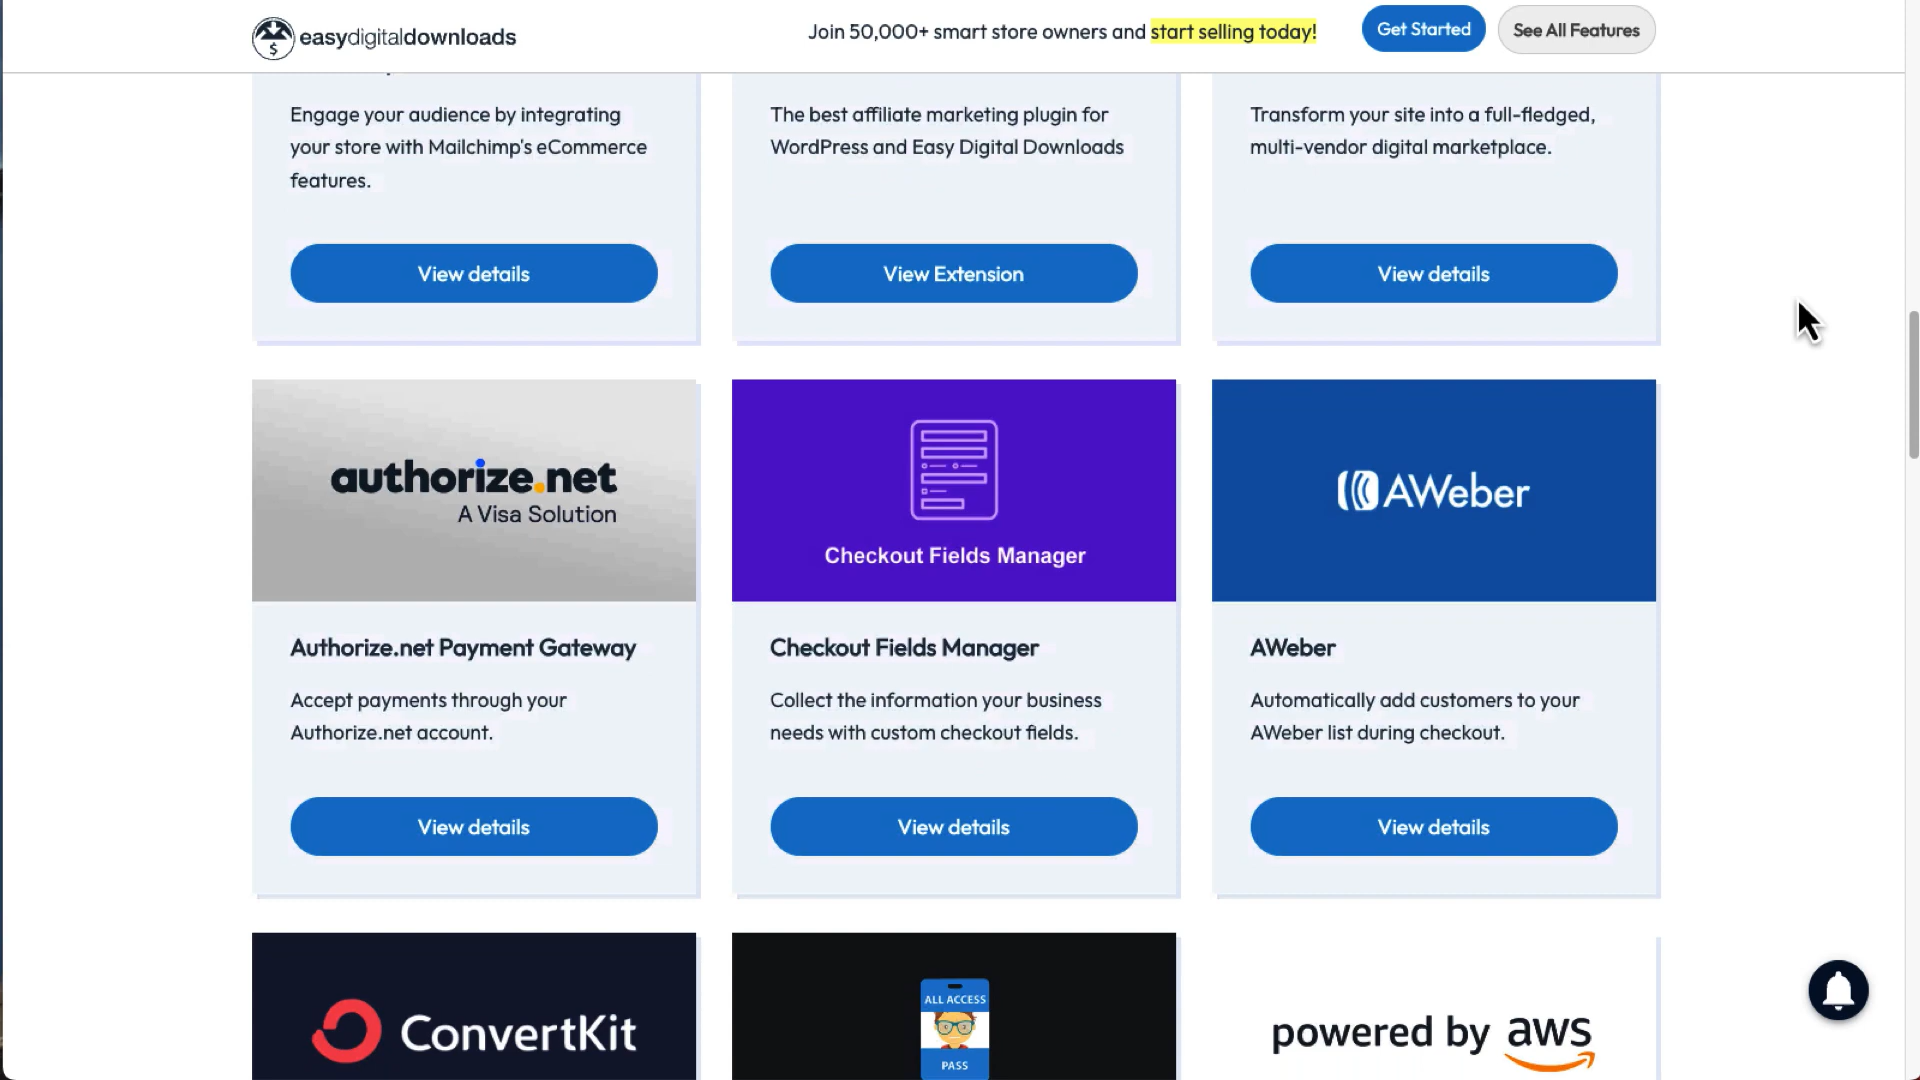 easydigitaldownloads
Join 50,000+ smart store owners and start selling today!
Get Started
See All Features
Engage your audience by integrating
your store with Mailchimp's eCommerce
features.
View details
The best affiliate marketing plugin for
WordPress and Easy Digital Downloads
View Extension
Transform your site into a full-fledged,
multi-vendor digital marketplace.
View details
authorize.net
A Visa Solution
Authorize.net Payment Gateway
Accept payments through your
Authorize.net account.
View details
Checkout Fields Manager
Checkout Fields Manager
Collect the information your business
needs with custom checkout fields.
View details
AWeber
AWeber
Automatically add customers to your
AWeber list during checkout.
View details
ConvertKit
ALL ACCESS
PASS
powered by aws